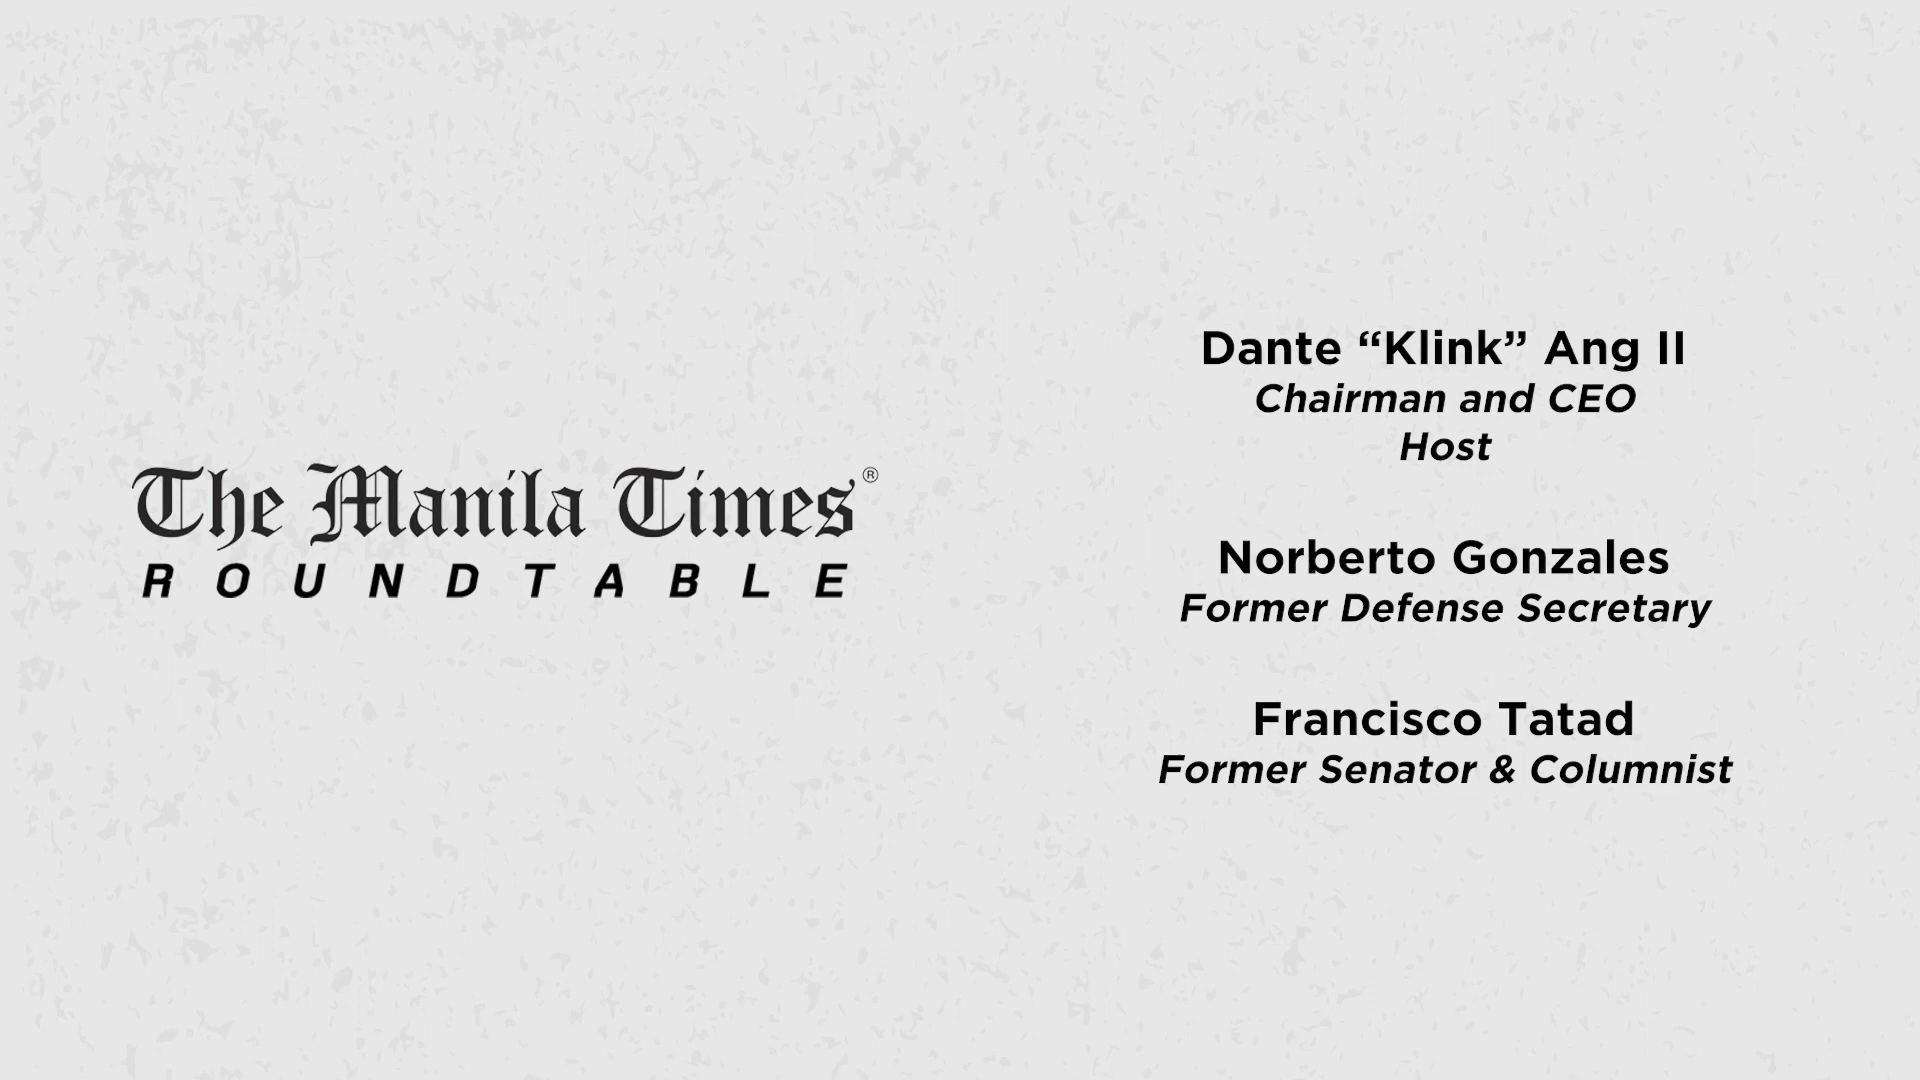 The Manila Times®
ROUNDTABLE
Dante “Klink” Ang II
Chairman and CEO
Host
Norberto Gonzales
Former Defense Secretary
Francisco Tatad
Former Senator & Columnist